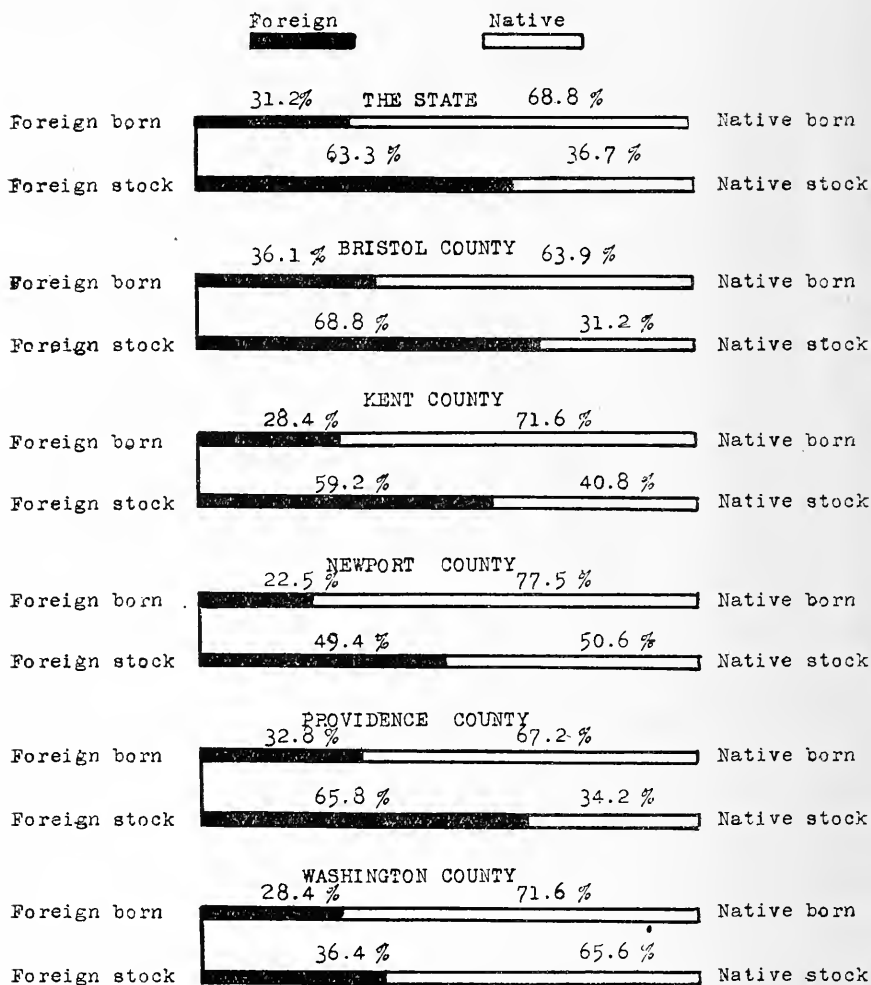 Foreign Native
31.2% THE STATE 68.8 %
Foreign born Native born
63.3 % 36.7 %
Foreign stock Native stock
36.1 % BRISTOL COUNTY 63.9 %
Foreign born Native born
68.8 % 31.2 %
Foreign stock Native stock
KENT COUNTY
28.4 % 71.6 %
Foreign born Native born
59.2 % 40.8 %
Foreign stock Native stock
NEWPORT COUNTY
22.5 % 77.5 %
Foreign born Native born
49.4 % 50.6 %
Foreign stock Native stock
PROVIDENCE COUNTY
32.8 % 67.2 %
Foreign born Native born
65.8 % 34.2 %
Foreign stock Native stock
WASHINGTON COUNTY
28.4 % 71.6 %
Foreign born Native born
36.4 % 65.6 %
Foreign stock Native stock